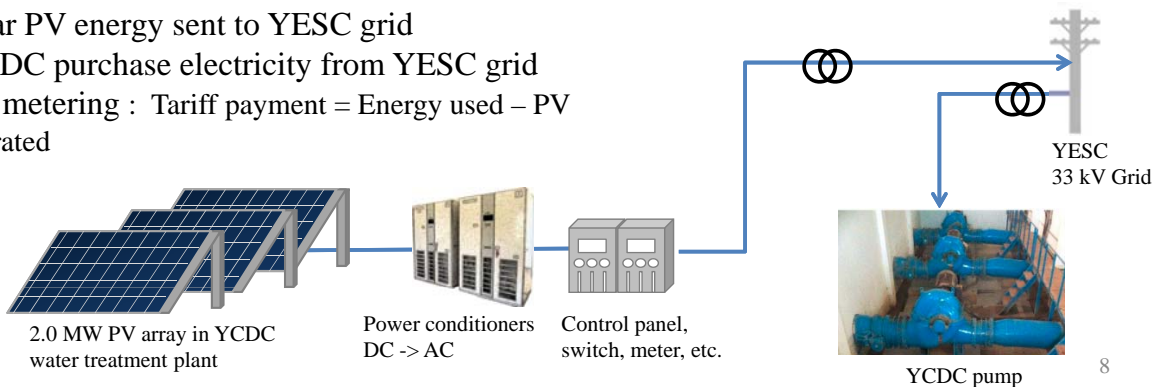 ar PV energy sent to YESC grid
DC purchase electricity from YESC grid
metering : Tariff payment = Energy used – PV
rated
YESC
33 kV Grid
2.0 MW PV array in YCDC
water treatment plant
Power conditioners
DC -> AC
Control panel,
switch, meter, etc.
YCDC pump
8